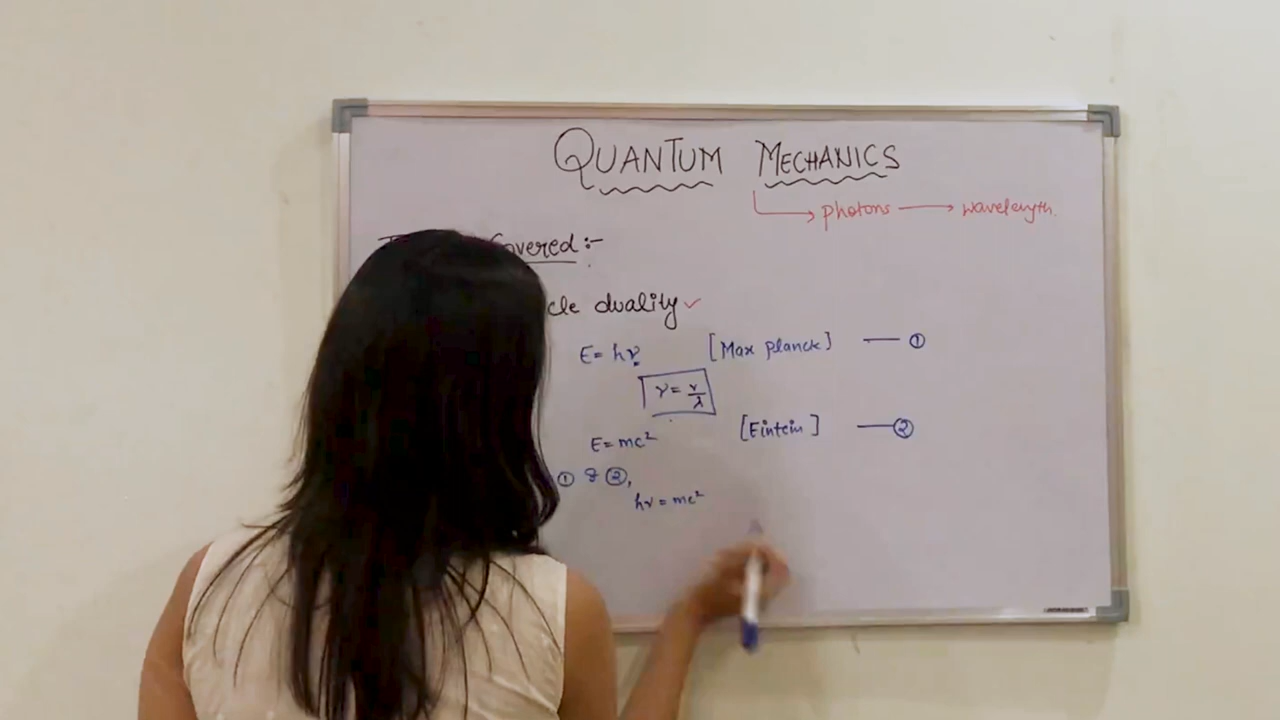 QUANTUM MECHANICS
photons → wavelength
Covered :-
cle duality ✓
E = hν [Max planck] — ①
ν = v/λ
E = mc² [Eintein] — ②
① & ②,
hν = mc²